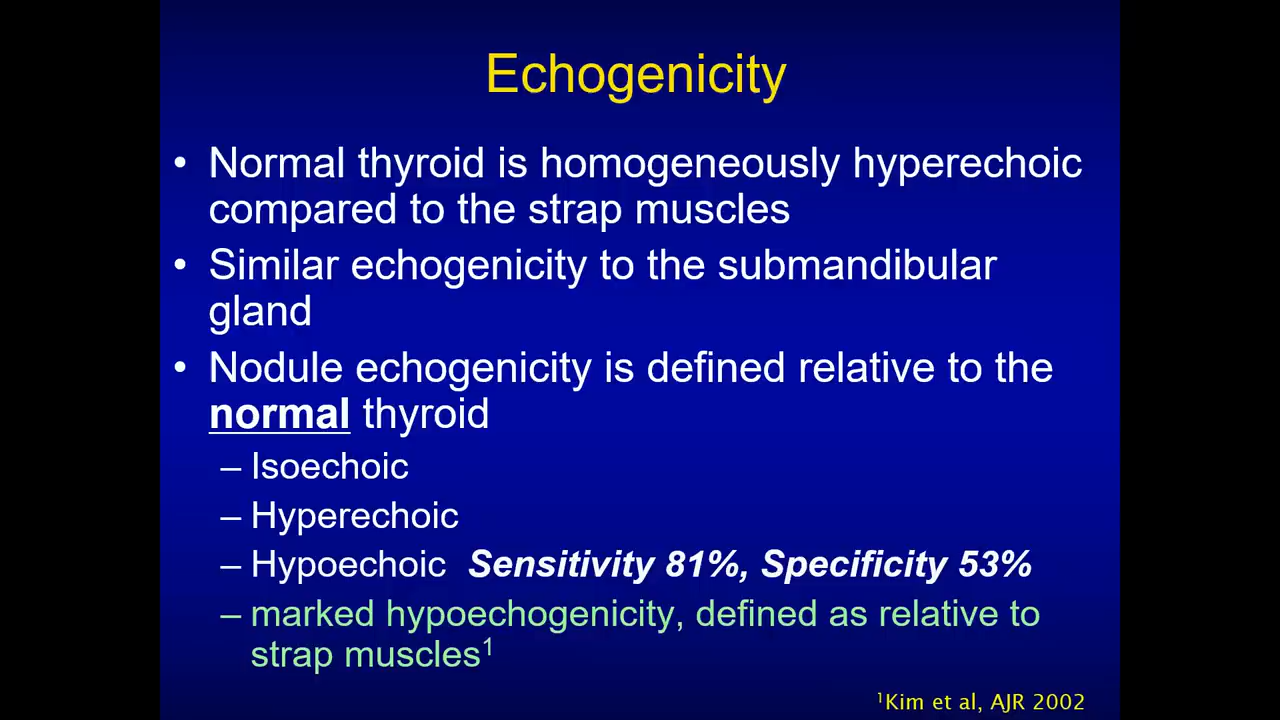 Echogenicity
• Normal thyroid is homogeneously hyperechoic
compared to the strap muscles
• Similar echogenicity to the submandibular
gland
• Nodule echogenicity is defined relative to the
normal thyroid
– Isoechoic
– Hyperechoic
– Hypoechoic Sensitivity 81%, Specificity 53%
– marked hypoechogenicity, defined as relative to
strap muscles¹
¹Kim et al, AJR 2002